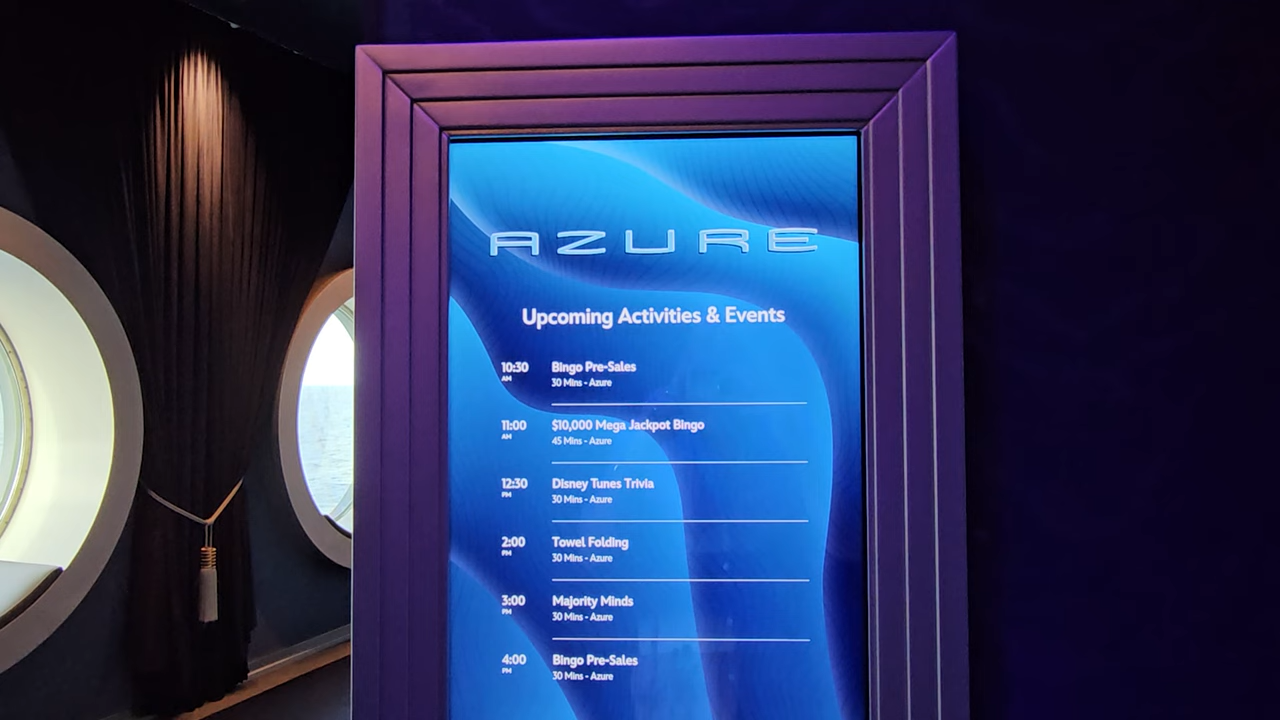 AZURE
Upcoming Activities & Events
10:30 Bingo Pre-Sales
AM 30 Mins - Azure
11:00 $10,000 Mega Jackpot Bingo
AM 45 Mins - Azure
12:30 Disney Tunes Trivia
PM 30 Mins - Azure
2:00 Towel Folding
PM 30 Mins - Azure
3:00 Majority Minds
PM 30 Mins - Azure
4:00 Bingo Pre-Sales
PM 30 Mins - Azure